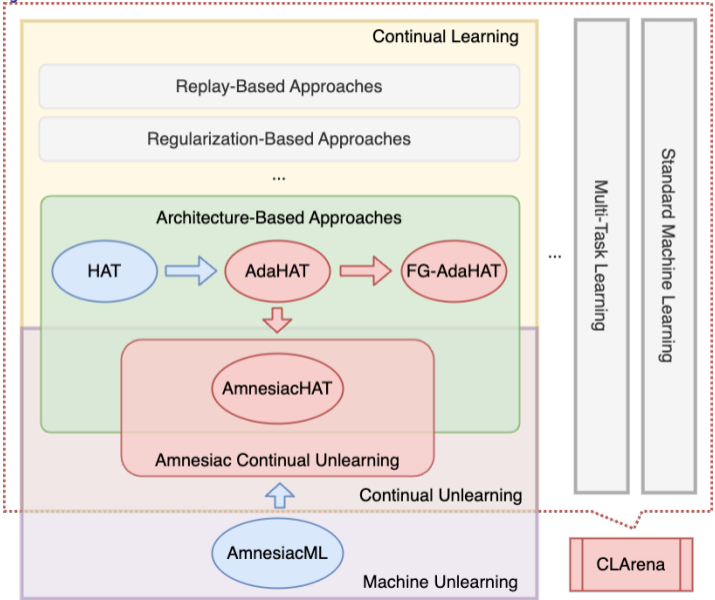 Continual Learning
Replay-Based Approaches
Regularization-Based Approaches
...
Architecture-Based Approaches
HAT
AdaHAT
FG-AdaHAT
AmnesiacHAT
Amnesiac Continual Unlearning
Continual Unlearning
AmnesiacML
Machine Unlearning
...
Multi-Task Learning
Standard Machine Learning
CLArena